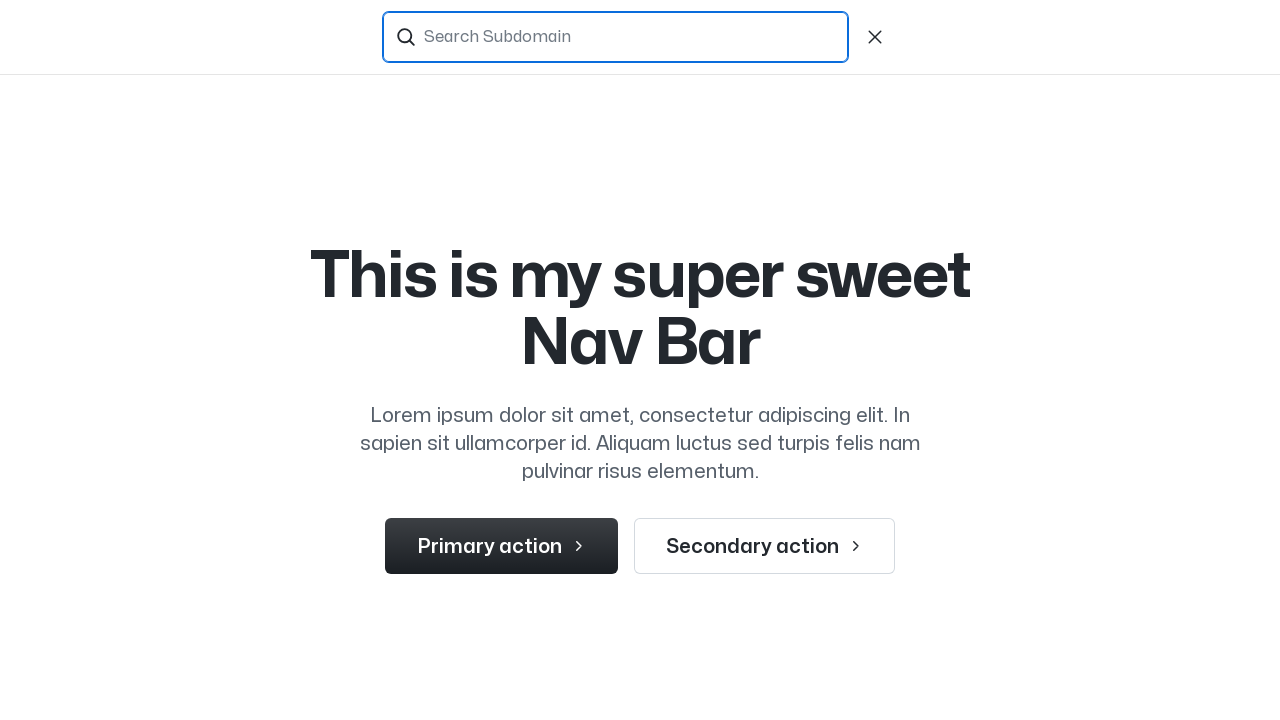 Search Subdomain
This is my super sweet
Nav Bar
Lorem ipsum dolor sit amet, consectetur adipiscing elit. In
sapien sit ullamcorper id. Aliquam luctus sed turpis felis nam
pulvinar risus elementum.
Primary action
Secondary action